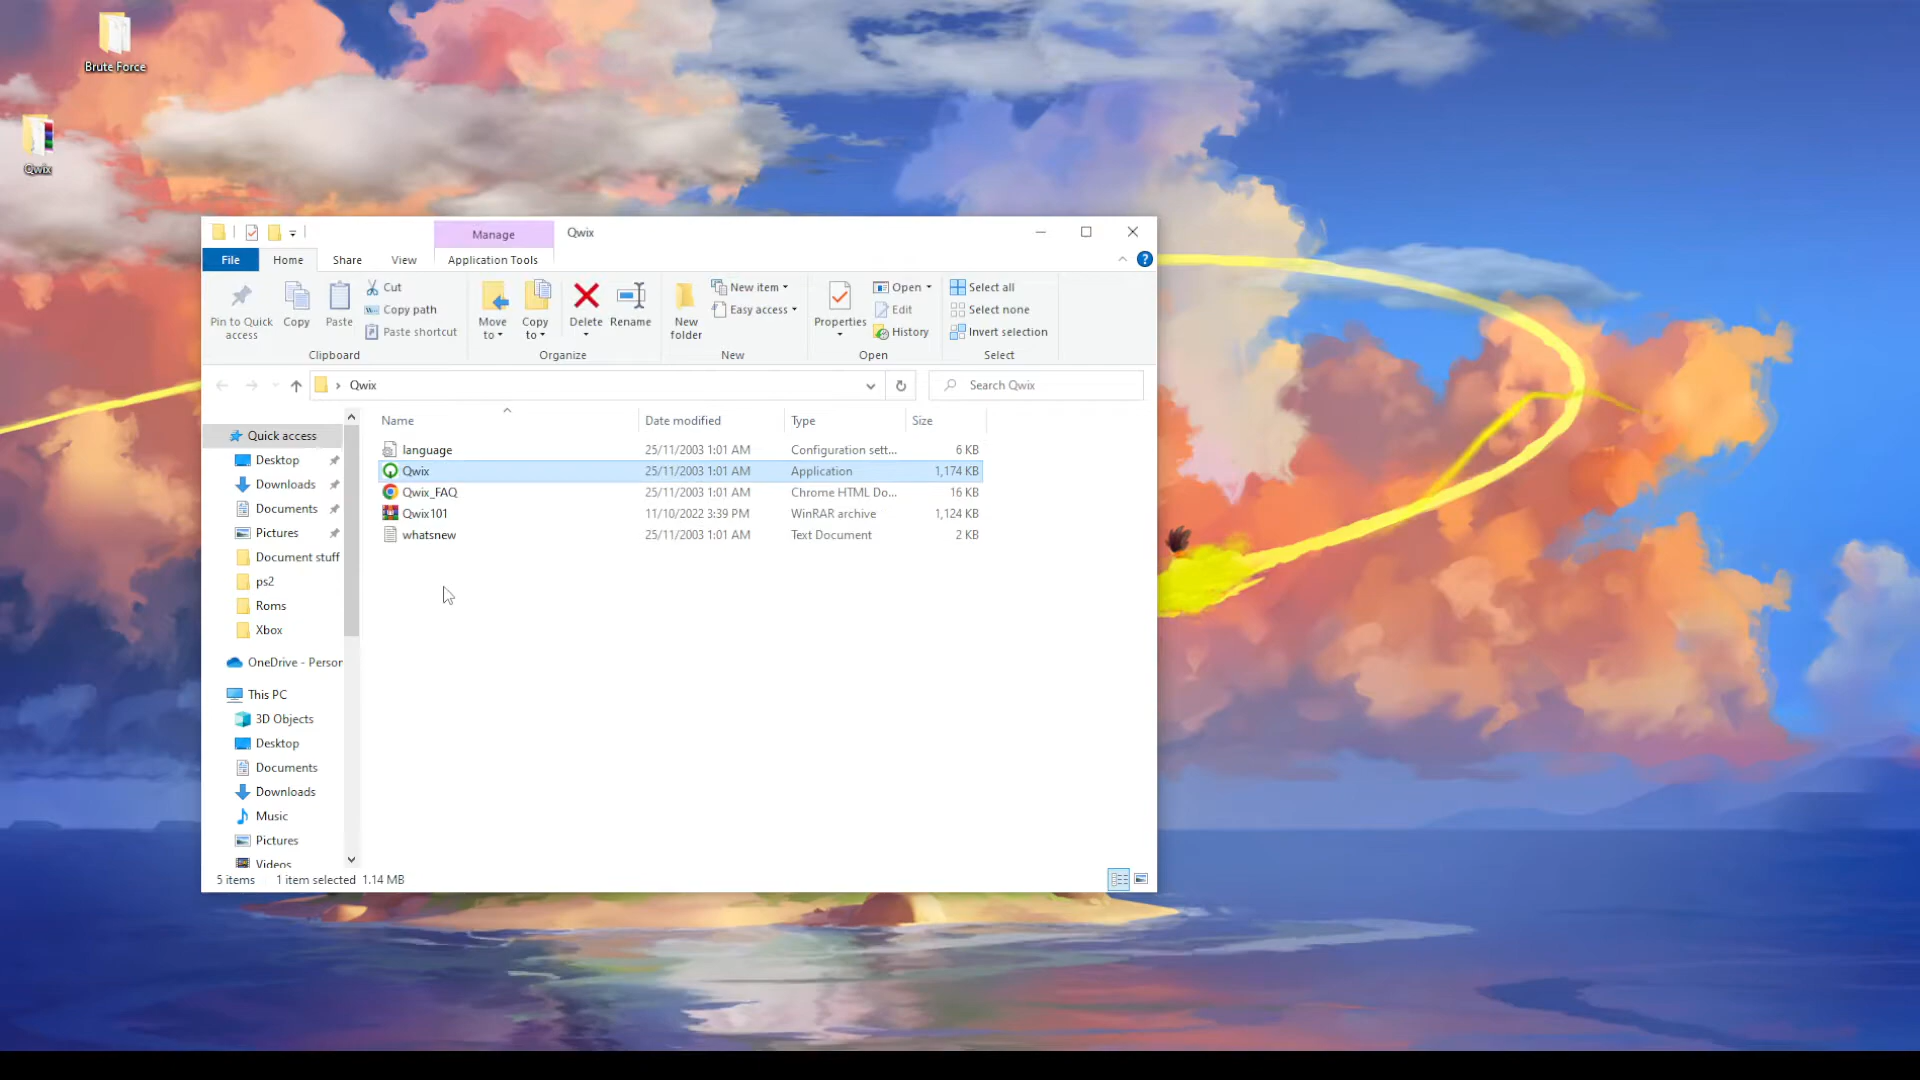 Brute Force
Qwix
Manage
Qwix
File
Home
Share
View
Application Tools
Pin to Quick access
Copy
Paste
Cut
Copy path
Paste shortcut
Clipboard
Move to
Copy to
Delete
Rename
Organize
New folder
New item
Easy access
New
Properties
Open
Edit
History
Open
Select all
Select none
Invert selection
Select
Qwix
Search Qwix
Name
Date modified
Type
Size
language 25/11/2003 1:01 AM Configuration sett... 6 KB
Qwix 25/11/2003 1:01 AM Application 1,174 KB
Qwix_FAQ 25/11/2003 1:01 AM Chrome HTML Do... 16 KB
Qwix101 11/10/2022 3:39 PM WinRAR archive 1,124 KB
whatsnew 25/11/2003 1:01 AM Text Document 2 KB
Quick access
Desktop
Downloads
Documents
Pictures
Document stuff
ps2
Roms
Xbox
OneDrive - Person
This PC
3D Objects
Desktop
Documents
Downloads
Music
Pictures
Videos
5 items 1 item selected 1.14 MB